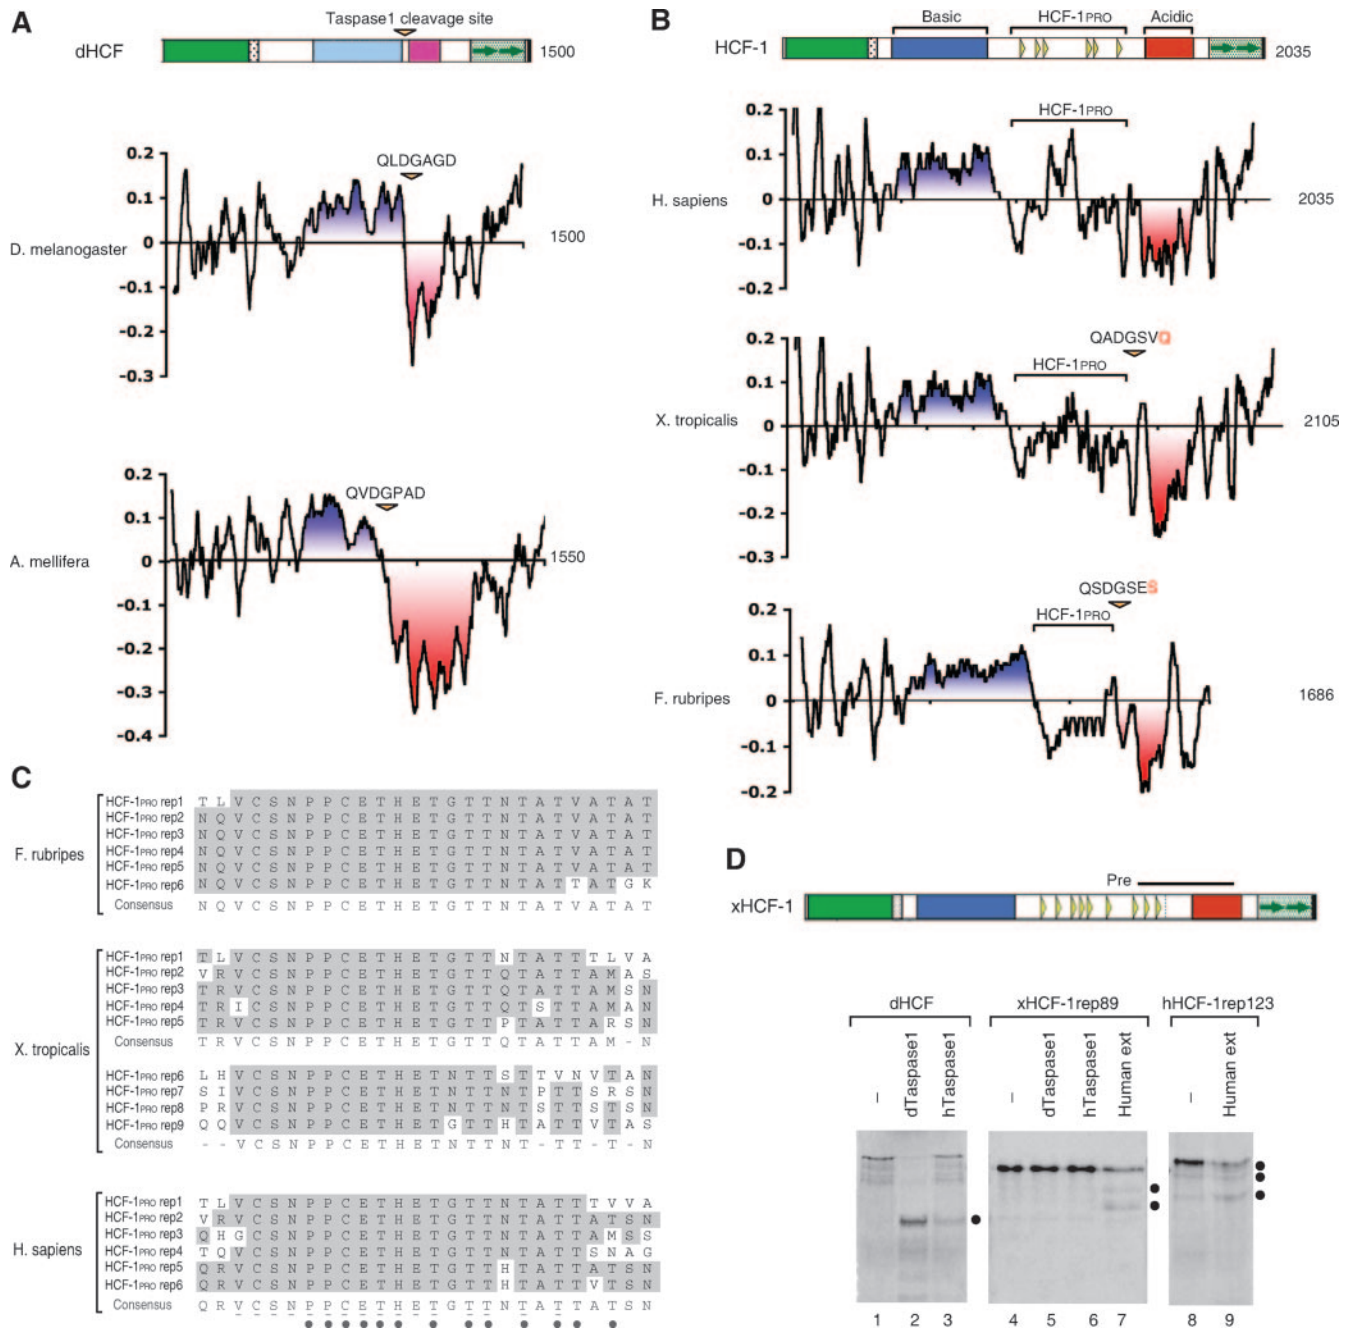 A
Taspase1 cleavage site
dHCF
1500
0.2
0.1
0
-0.1
-0.2
-0.3
QLDGAGD
D. melanogaster
1500
0.2
0.1
0
-0.1
-0.2
-0.3
-0.4
QVDGPAD
A. mellifera
1550
B
Basic
HCF-1PRO
Acidic
HCF-1
2035
0.2
0.1
0
-0.1
-0.2
HCF-1PRO
H. sapiens
2035
0.2
0.1
0
-0.1
-0.2
-0.3
QADGSVQ
HCF-1PRO
X. tropicalis
2105
0.2
0.1
0
-0.1
-0.2
QSDGSES
HCF-1PRO
F. rubripes
1686
C
F. rubripes
HCF-1PRO rep1 T L V C S N P P C E T H E T G T T N T A T V A T A T
HCF-1PRO rep2 N Q V C S N P P C E T H E T G T T N T A T V A T A T
HCF-1PRO rep3 N Q V C S N P P C E T H E T G T T N T A T V A T A T
HCF-1PRO rep4 N Q V C S N P P C E T H E T G T T N T A T V A T A T
HCF-1PRO rep5 N Q V C S N P P C E T H E T G T T N T A T V A T A T
HCF-1PRO rep6 N Q V C S N P P C E T H E T G T T N T A T T A T G K
Consensus N Q V C S N P P C E T H E T G T T N T A T V A T A T
X. tropicalis
HCF-1PRO rep1 T L V C S N P P C E T H E T G T T N T A T T T L V A
HCF-1PRO rep2 V R V C S N P P C E T H E T G T T Q T A T T A M A S
HCF-1PRO rep3 T R V C S N P P C E T H E T G T T Q T A T T A M S N
HCF-1PRO rep4 T R I C S N P P C E T H E T G T T Q T S T T A M A N
HCF-1PRO rep5 T R V C S N P P C E T H E T G T T P T A T T A R S N
Consensus T R V C S N P P C E T H E T G T T Q T A T T A M - N
HCF-1PRO rep6 L H V C S N P P C E T H E T N T T S T T V N V T A N
HCF-1PRO rep7 S I V C S N P P C E T H E T N T T N T P T T S R S N
HCF-1PRO rep8 P R V C S N P P C E T H E T N T T N T S T T S T S N
HCF-1PRO rep9 Q Q V C S N P P C E T H E T G T T H T A T T V T A S
Consensus - - V C S N P P C E T H E T N T T N T - T T - T - N
H. sapiens
HCF-1PRO rep1 T L V C S N P P C E T H E T G T T N T A T T T V V A
HCF-1PRO rep2 V R V C S N P P C E T H E T G T T N T A T T A T S N
HCF-1PRO rep3 Q H G C S N P P C E T H E T G T T N T A T T A M S S
HCF-1PRO rep4 T Q V C S N P P C E T H E T G T T N T A T T S N A G
HCF-1PRO rep5 Q R V C S N P P C E T H E T G T T H T A T T A T S N
HCF-1PRO rep6 Q R V C S N P P C E T H E T G T T H T A T T V T S N
Consensus Q R V C S N P P C E T H E T G T T N T A T T A T S N
D
Pre
xHCF-1
dHCF
xHCF-1rep89
hHCF-1rep123
–
dTaspase1
hTaspase1
–
dTaspase1
hTaspase1
Human ext
–
Human ext
1 2 3 4 5 6 7 8 9